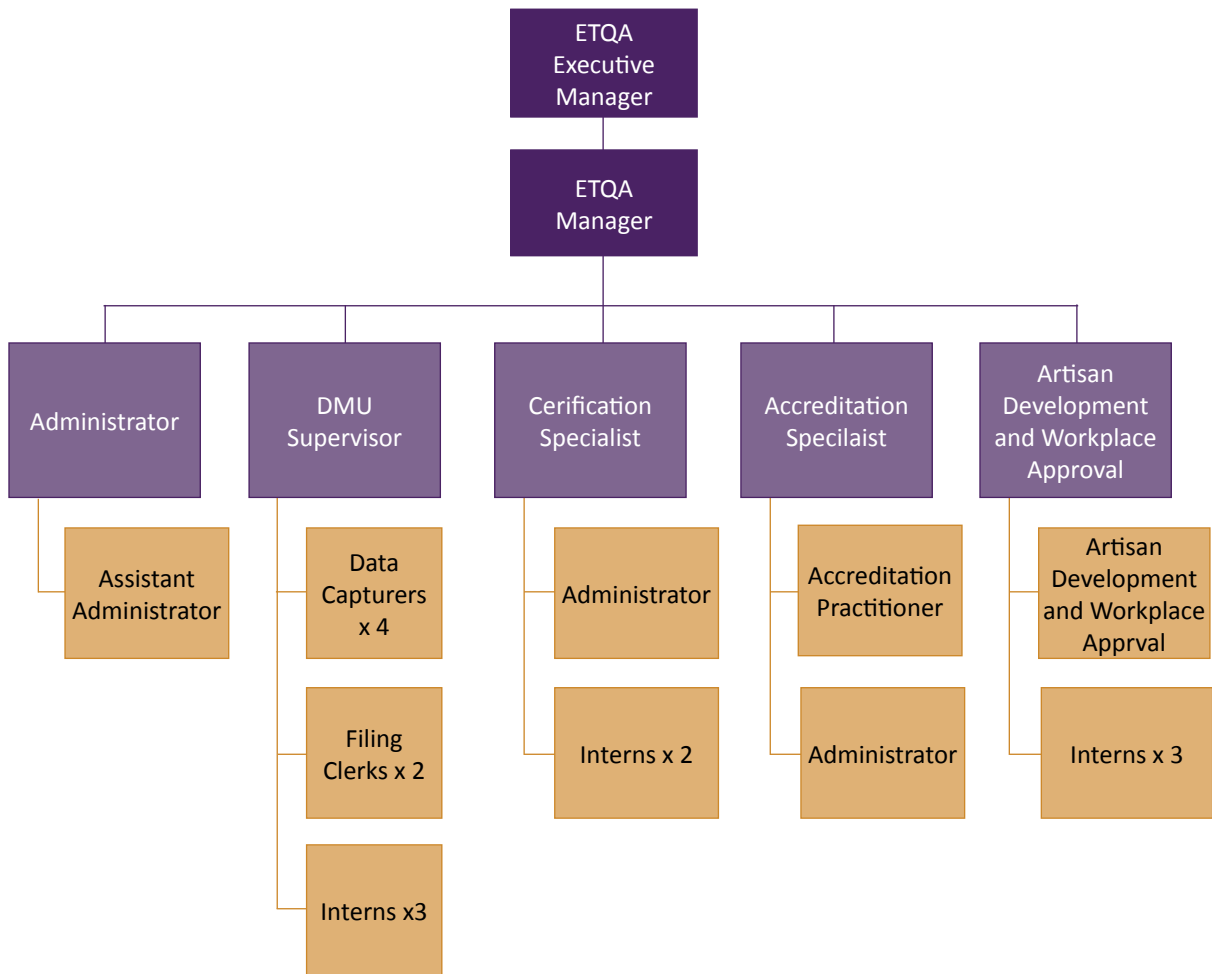 ETQA
Executive
Manager
ETQA
Manager
Administrator
DMU
Supervisor
Cerification
Specialist
Accreditation
Specilaist
Artisan
Development
and Workplace
Approval
Assistant
Administrator
Data
Capturers
x 4
Administrator
Accreditation
Practitioner
Artisan
Development
and Workplace
Apprval
Filing
Clerks x 2
Interns x 2
Administrator
Interns x 3
Interns x3